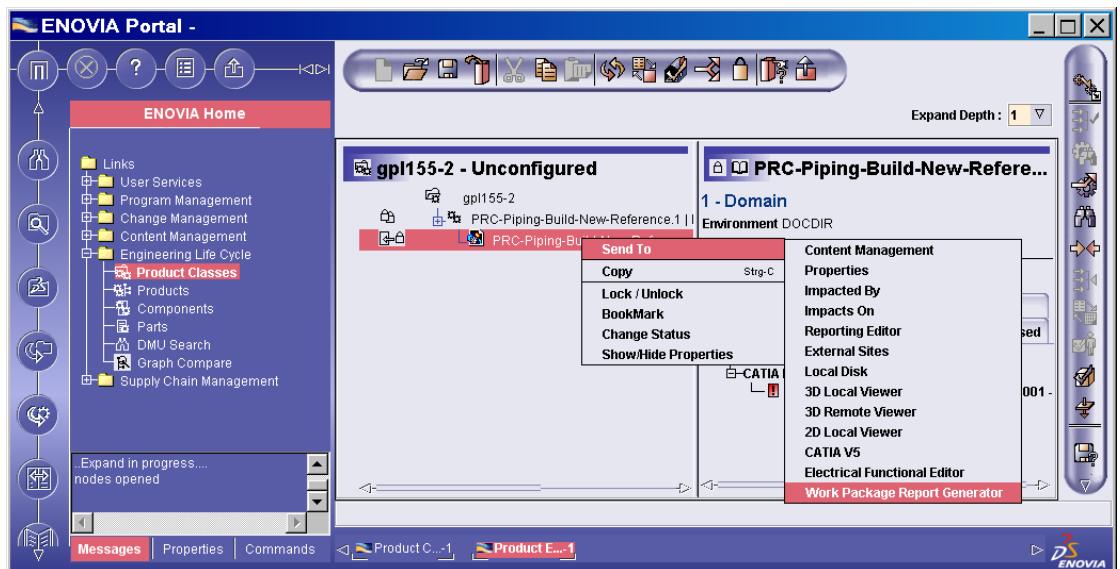 ENOVIA Portal -
?
ENOVIA Home
Expand Depth : 1
Links
User Services
Program Management
Change Management
Content Management
Engineering Life Cycle
Product Classes
Products
Components
Parts
DMU Search
Graph Compare
Supply Chain Management
gpl155-2 - Unconfigured
gpl155-2
PRC-Piping-Build-New-Reference.1 | I
PRC-Piping-Bu
PRC-Piping-Build-New-Refere...
1 - Domain
Environment DOCDIR
sed
CATIA
001 -
Send To
Copy Strg-C
Lock / Unlock
BookMark
Change Status
Show/Hide Properties
Content Management
Properties
Impacted By
Impacts On
Reporting Editor
External Sites
Local Disk
3D Local Viewer
3D Remote Viewer
2D Local Viewer
CATIA V5
Electrical Functional Editor
Work Package Report Generator
..Expand in progress....
nodes opened
Messages Properties Commands
Product C...-1 Product E...-1
ENOVIA